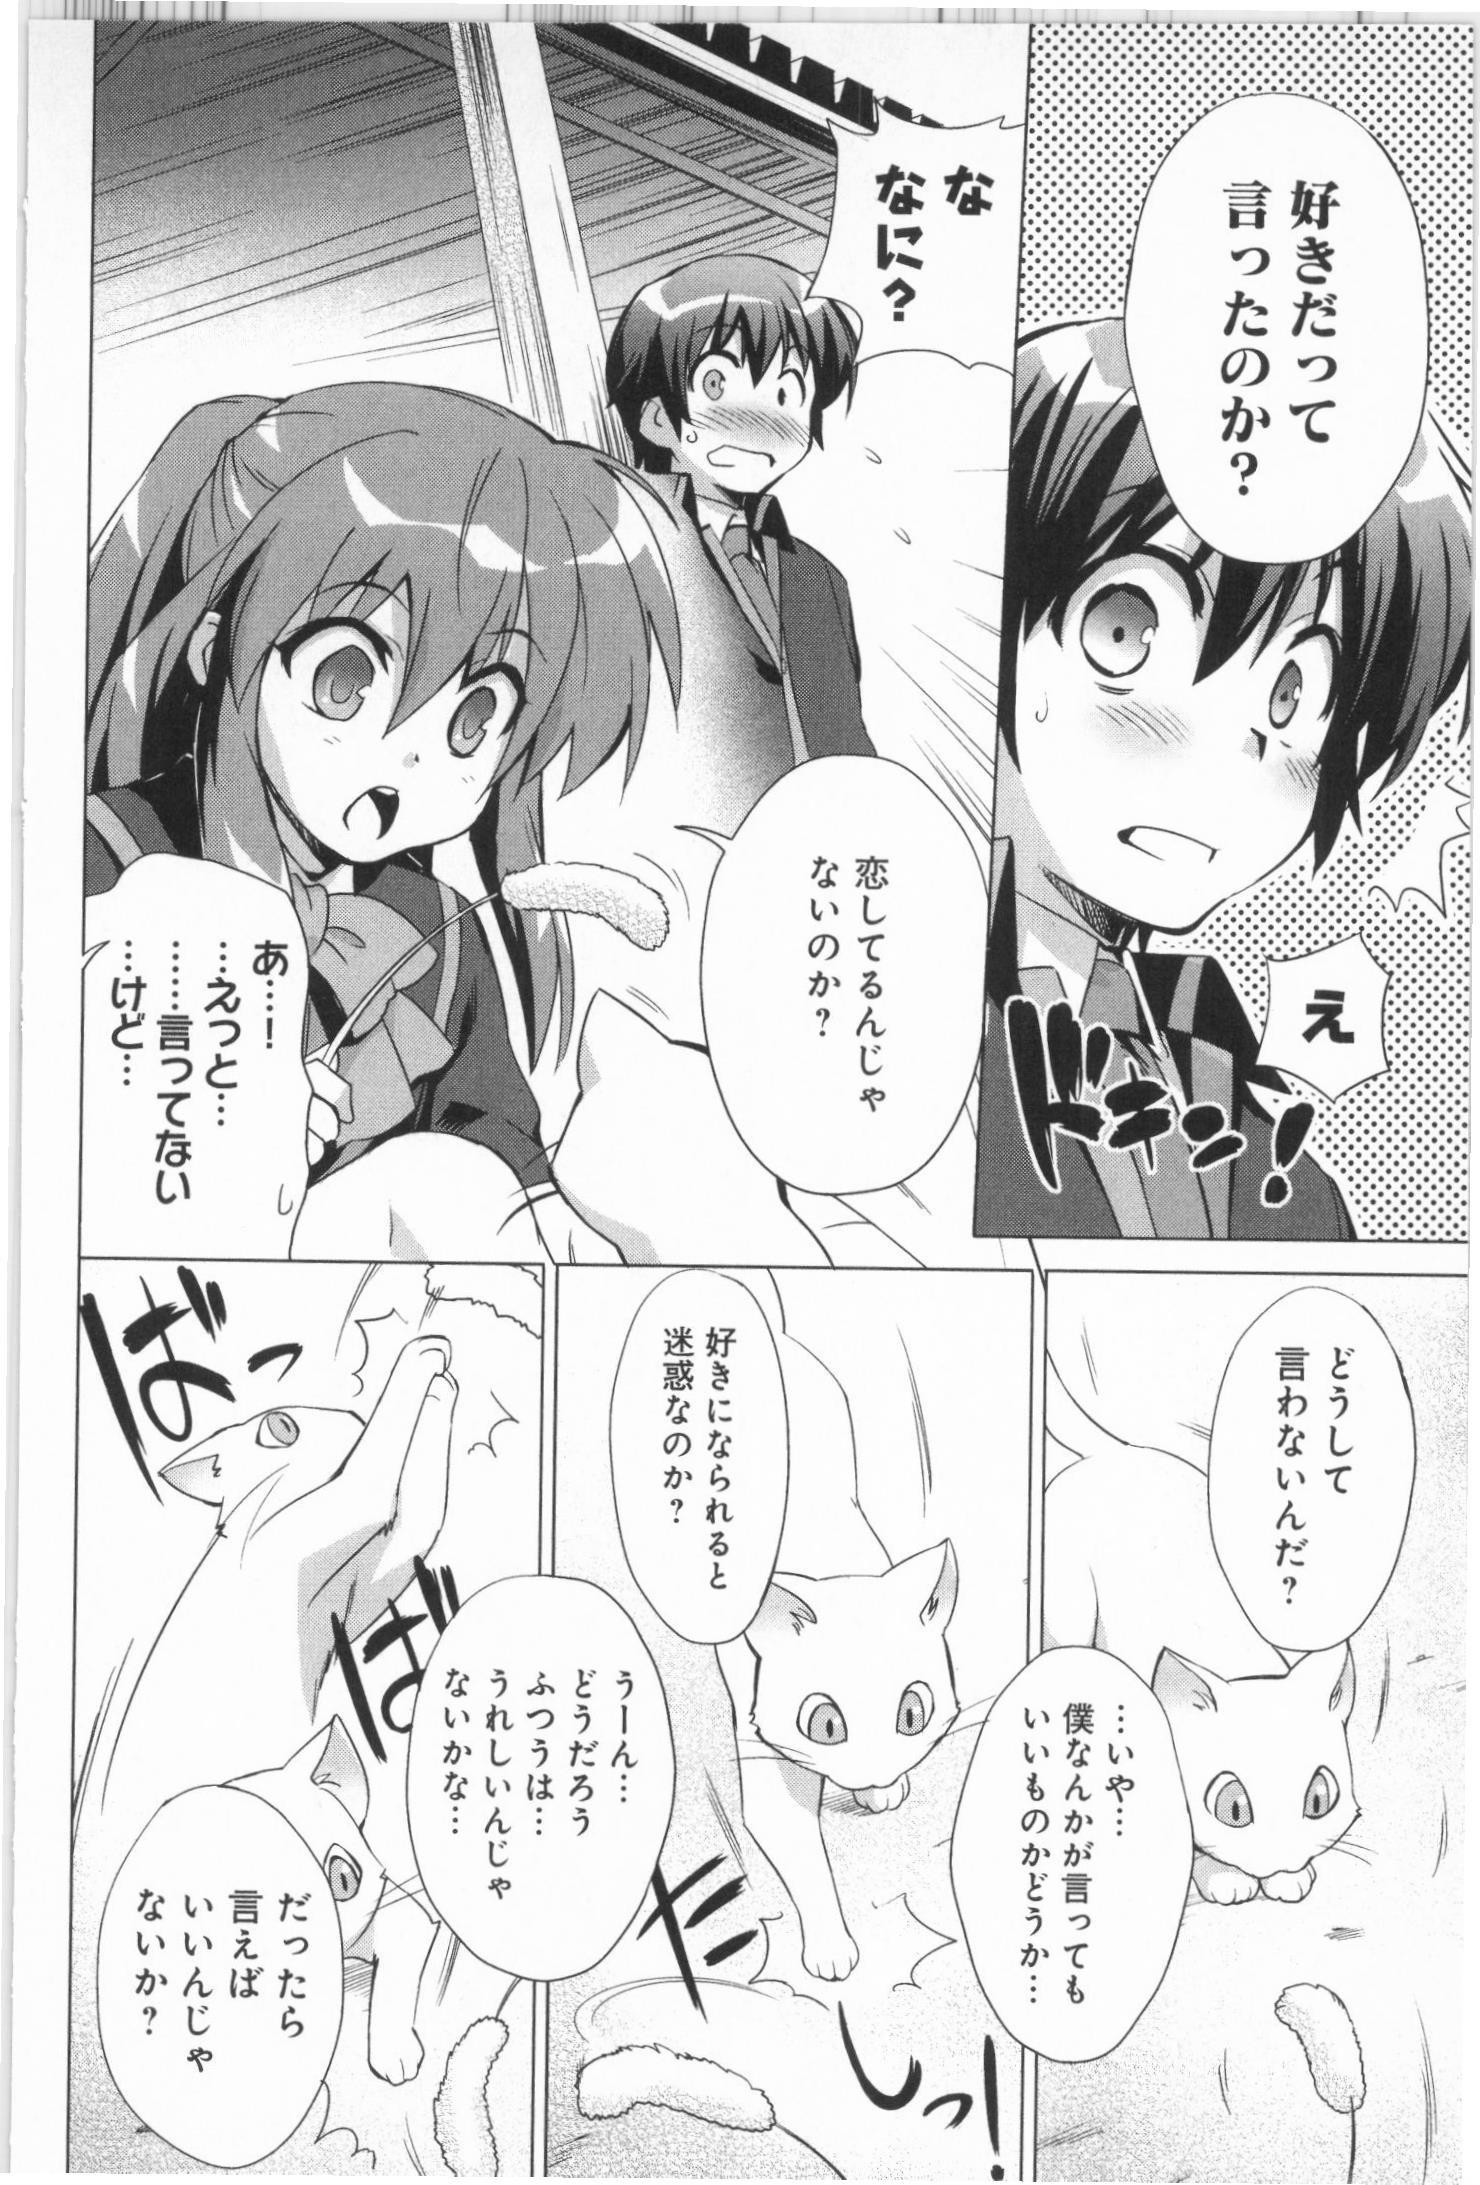 好きだって
言ったのか?
え
ドキン!
な
なに?
恋してるんじゃ
ないのか?
あ…!
…えっと…
……言ってない
…けど…
どうして
言わないんだ?
…いや…
僕なんかが言っても
いいものかどうか…
好きになられると
迷惑なのか?
たしっ!
うーん…
どうだろう
ふつうは…
うれしいんじゃ
ないかな…
ばっ
ば
だったら
言えば
いいんじゃ
ないか?